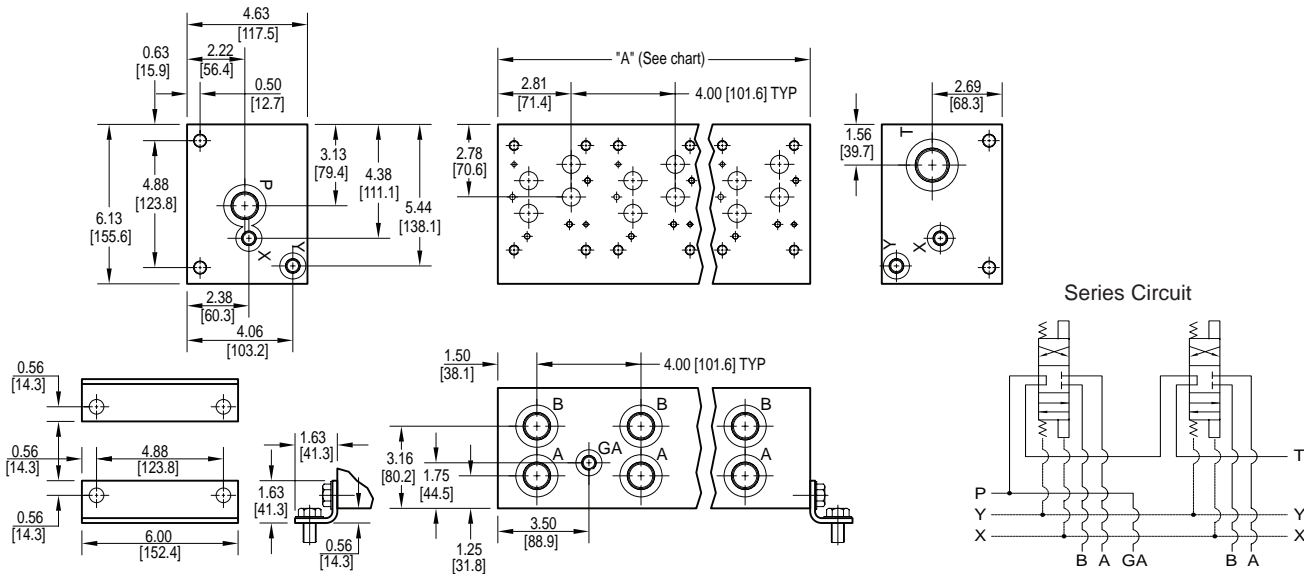 4.63
[117.5]
2.22
[56.4]
0.63
[15.9]
0.50
[12.7]
3.13
[79.4]
4.38
[111.1]
5.44
[138.1]
4.88
[123.8]
6.13
[155.6]
P
X
Y
2.38
[60.3]
4.06
[103.2]
"A" (See chart)
2.81
[71.4]
4.00 [101.6] TYP
2.78
[70.6]
2.69
[68.3]
1.56
[39.7]
T
Y
X
0.56
[14.3]
0.56
[14.3]
4.88
[123.8]
0.56
[14.3]
6.00
[152.4]
1.63
[41.3]
1.63
[41.3]
0.56
[14.3]
1.50
[38.1]
4.00 [101.6] TYP
B
B
B
GA
A
A
A
3.16
[80.2]
1.75
[44.5]
3.50
[88.9]
1.25
[31.8]
Series Circuit
T
P
Y
Y
X
X
B A GA
B A